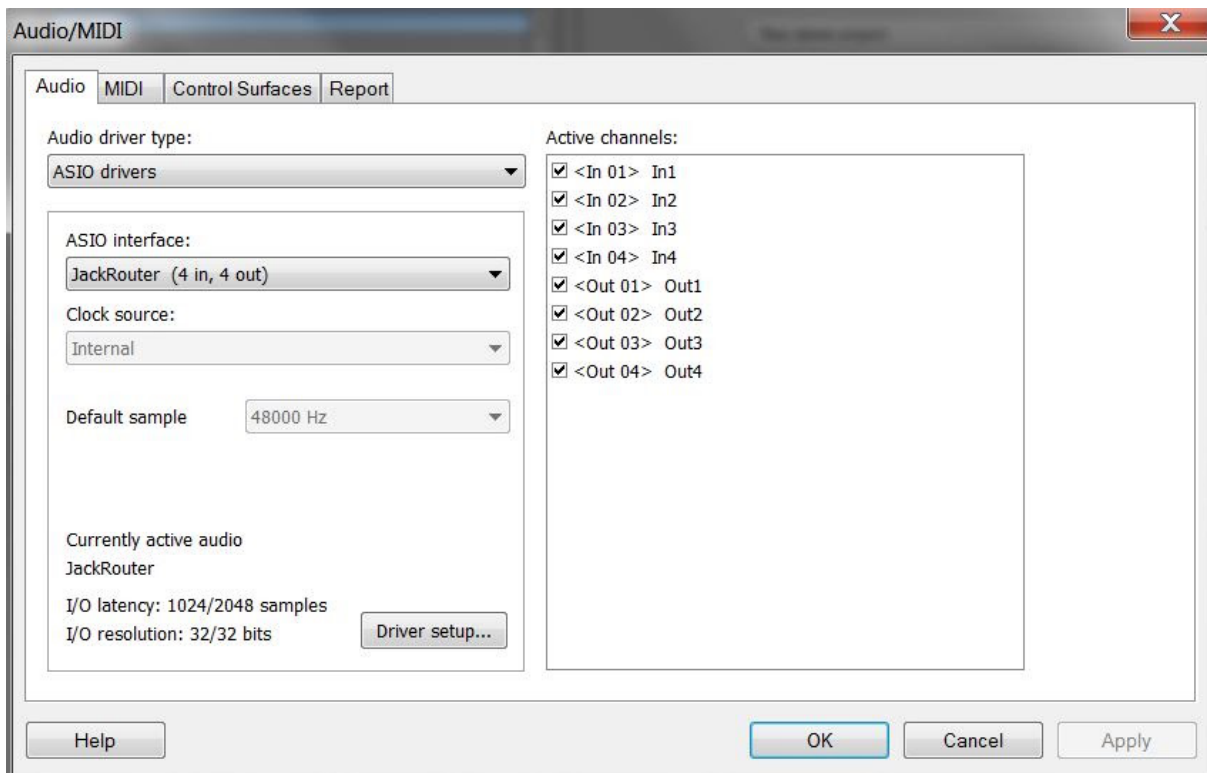 Audio/MIDI
Audio MIDI Control Surfaces Report
Audio driver type:
ASIO drivers
ASIO interface:
JackRouter (4 in, 4 out)
Clock source:
Internal
Default sample 48000 Hz
Currently active audio
JackRouter
I/O latency: 1024/2048 samples
I/O resolution: 32/32 bits
Driver setup...
Active channels:
<In 01> In1
<In 02> In2
<In 03> In3
<In 04> In4
<Out 01> Out1
<Out 02> Out2
<Out 03> Out3
<Out 04> Out4
Help OK Cancel Apply